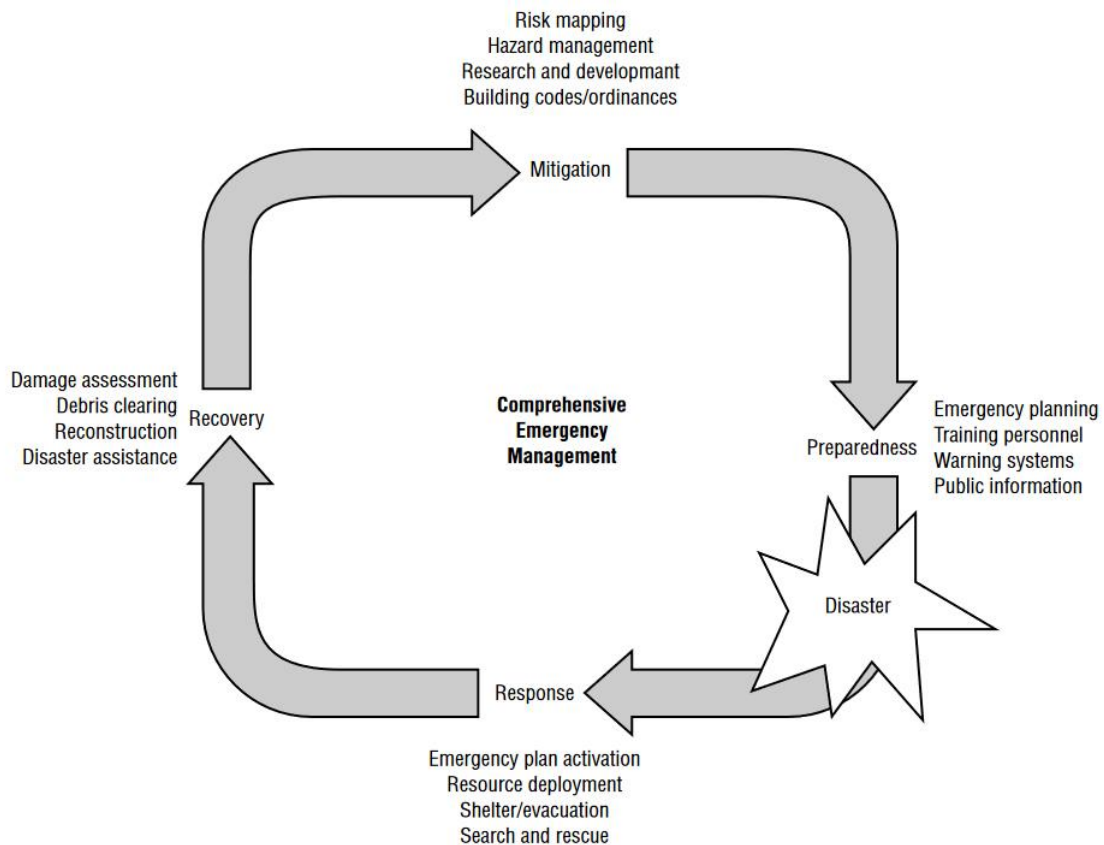 Risk mapping
Hazard management
Research and developmant
Building codes/ordinances
Mitigation
Damage assessment
Debris clearing
Reconstruction
Disaster assistance
Recovery
Comprehensive
Emergency
Management
Preparedness
Emergency planning
Training personnel
Warning systems
Public information
Disaster
Response
Emergency plan activation
Resource deployment
Shelter/evacuation
Search and rescue